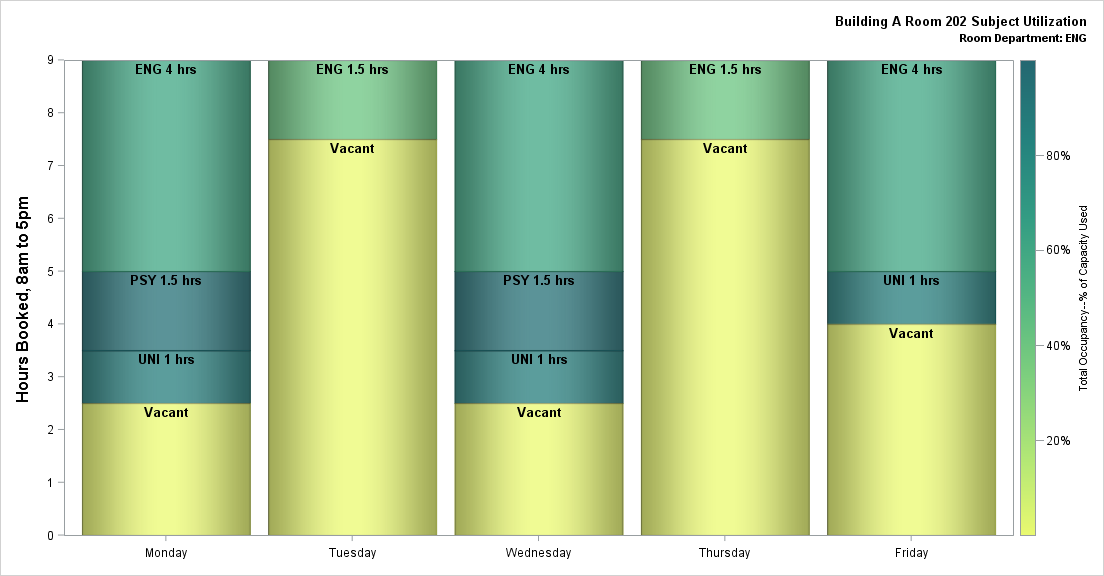 Building A Room 202 Subject Utilization
Room Department: ENG
Hours Booked, 8am to 5pm
9
8
7
6
5
4
3
2
1
0
ENG 4 hrs
PSY 1.5 hrs
UNI 1 hrs
Vacant
ENG 1.5 hrs
Vacant
ENG 4 hrs
PSY 1.5 hrs
UNI 1 hrs
Vacant
ENG 1.5 hrs
Vacant
ENG 4 hrs
UNI 1 hrs
Vacant
Monday
Tuesday
Wednesday
Thursday
Friday
80%
60%
40%
20%
Total Occupancy--% of Capacity Used